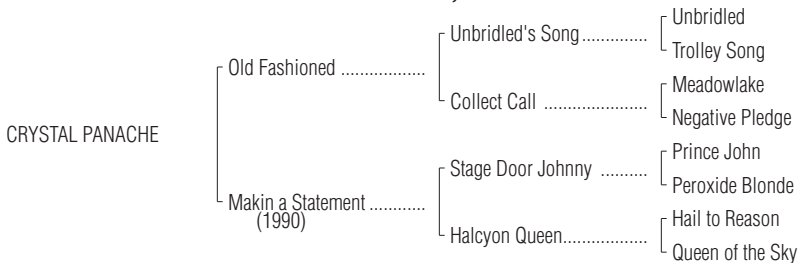 Unbridled
Unbridled's Song ..............
Trolley Song
Old Fashioned ..................
Meadowlake
Collect Call ......................
Negative Pledge
CRYSTAL PANACHE
Prince John
Stage Door Johnny ..........
Peroxide Blonde
Makin a Statement ............
(1990)
Hail to Reason
Halcyon Queen..................
Queen of the Sky